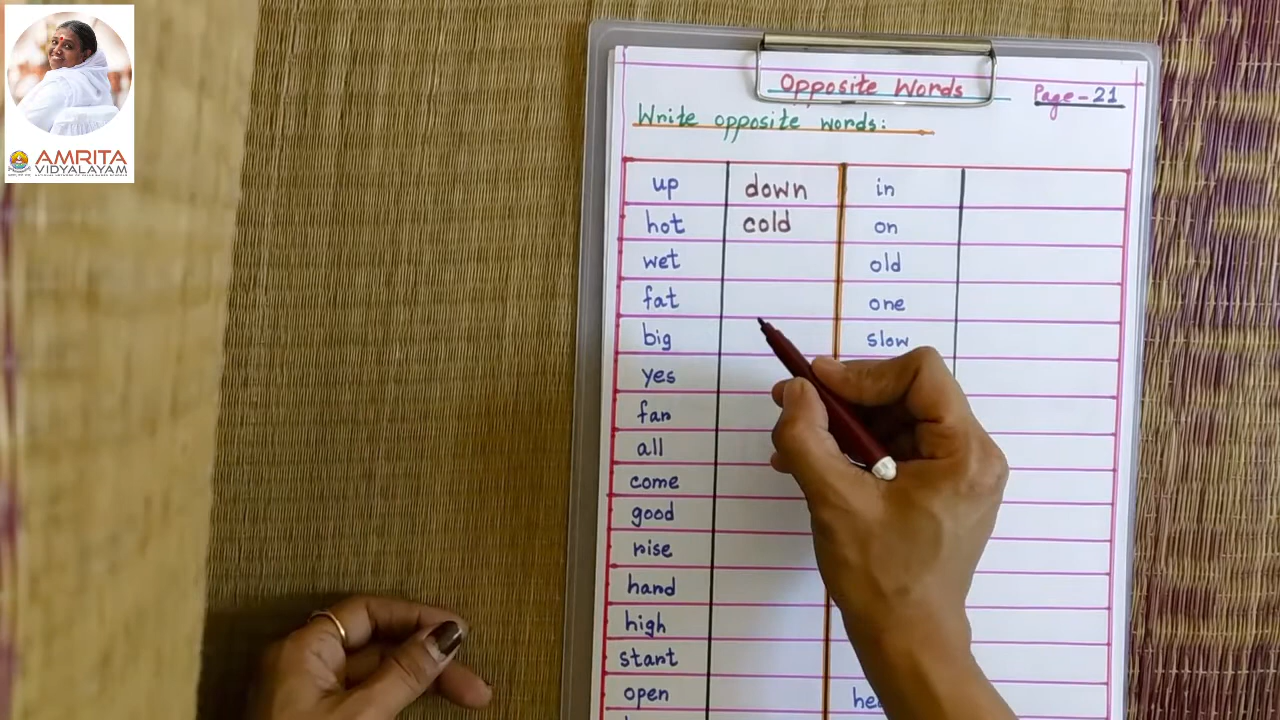 AMRITA
VIDYALAYAM
Opposite Words
Page-21
Write opposite words:
up down in
hot cold on
wet old
fat one
big slow
yes
far
all
come
good
rise
hand
high
start
open